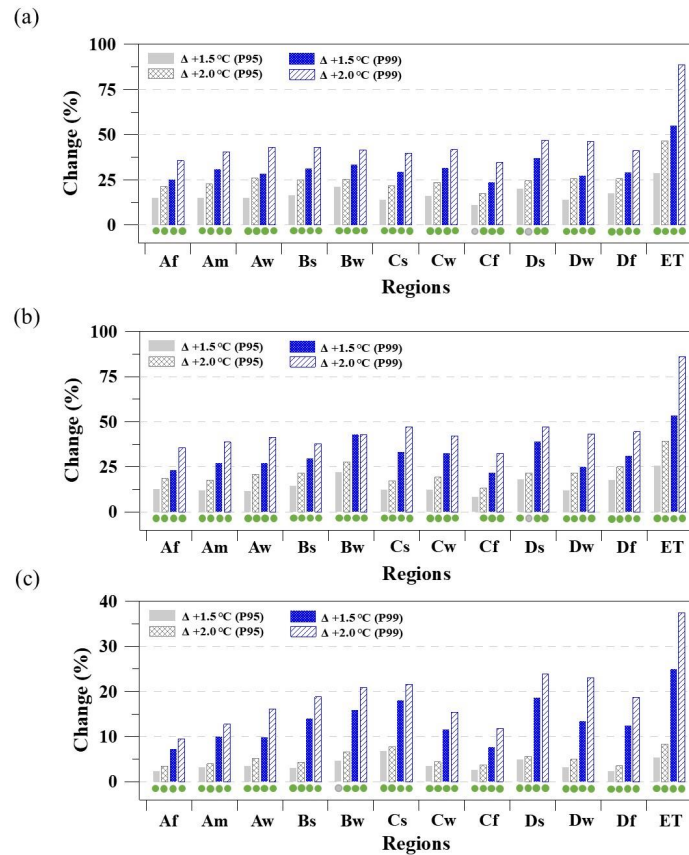 (a)
100
Δ +1.5 °C (P95) Δ +1.5 °C (P99)
Δ +2.0 °C (P95) Δ +2.0 °C (P99)
75
50
25
0
Change (%)
Af Am Aw Bs Bw Cs Cw Cf Ds Dw Df ET
Regions
(b)
100
Δ +1.5 °C (P95) Δ +1.5 °C (P99)
Δ +2.0 °C (P95) Δ +2.0 °C (P99)
75
50
25
0
Change (%)
Af Am Aw Bs Bw Cs Cw Cf Ds Dw Df ET
Regions
(c)
40
Δ +1.5 °C (P95) Δ +1.5 °C (P99)
Δ +2.0 °C (P95) Δ +2.0 °C (P99)
30
20
10
0
Change (%)
Af Am Aw Bs Bw Cs Cw Cf Ds Dw Df ET
Regions